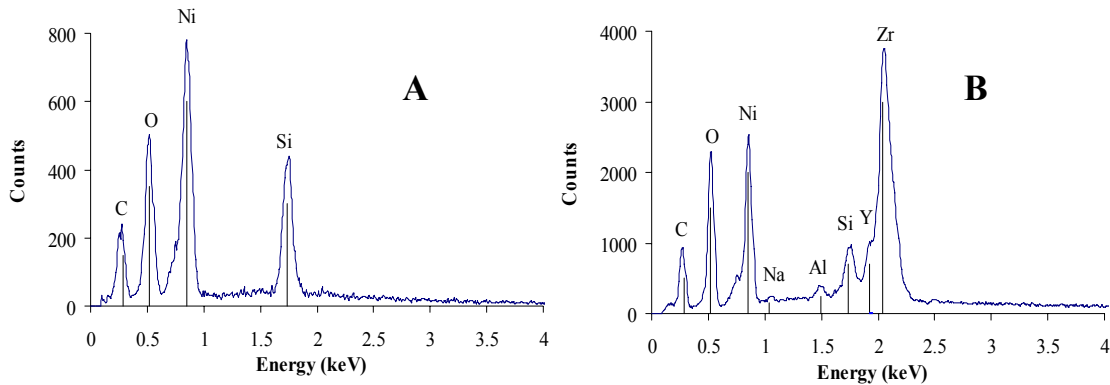 A
Counts
800
600
400
200
0
C
O
Ni
Si
0 0.5 1 1.5 2 2.5 3 3.5 4
Energy (keV)
B
Counts
4000
3000
2000
1000
0
C
O
Ni
Na
Al
Si
Y
Zr
0 0.5 1 1.5 2 2.5 3 3.5 4
Energy (keV)